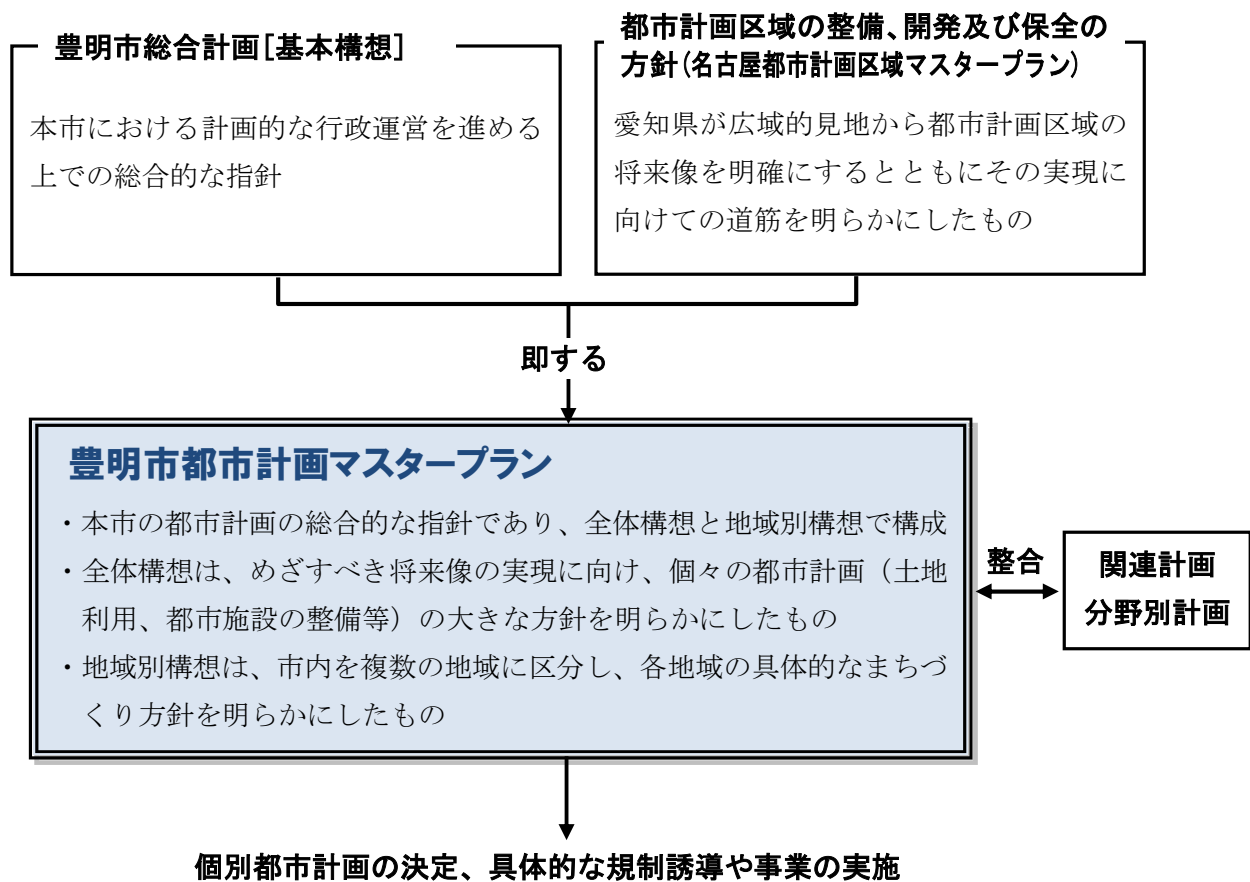 豊明市総合計画[基本構想]
本市における計画的な行政運営を進める
上での総合的な指針
都市計画区域の整備、開発及び保全の
方針(名古屋都市計画区域マスタープラン)
愛知県が広域的見地から都市計画区域の
将来像を明確にするとともにその実現に
向けての道筋を明らかにしたもの
即する
豊明市都市計画マスタープラン
・本市の都市計画の総合的な指針であり、全体構想と地域別構想で構成
・全体構想は、めざすべき将来像の実現に向け、個々の都市計画（土地
利用、都市施設の整備等）の大きな方針を明らかにしたもの
・地域別構想は、市内を複数の地域に区分し、各地域の具体的なまちづ
くり方針を明らかにしたもの
整合
関連計画
分野別計画
個別都市計画の決定、具体的な規制誘導や事業の実施